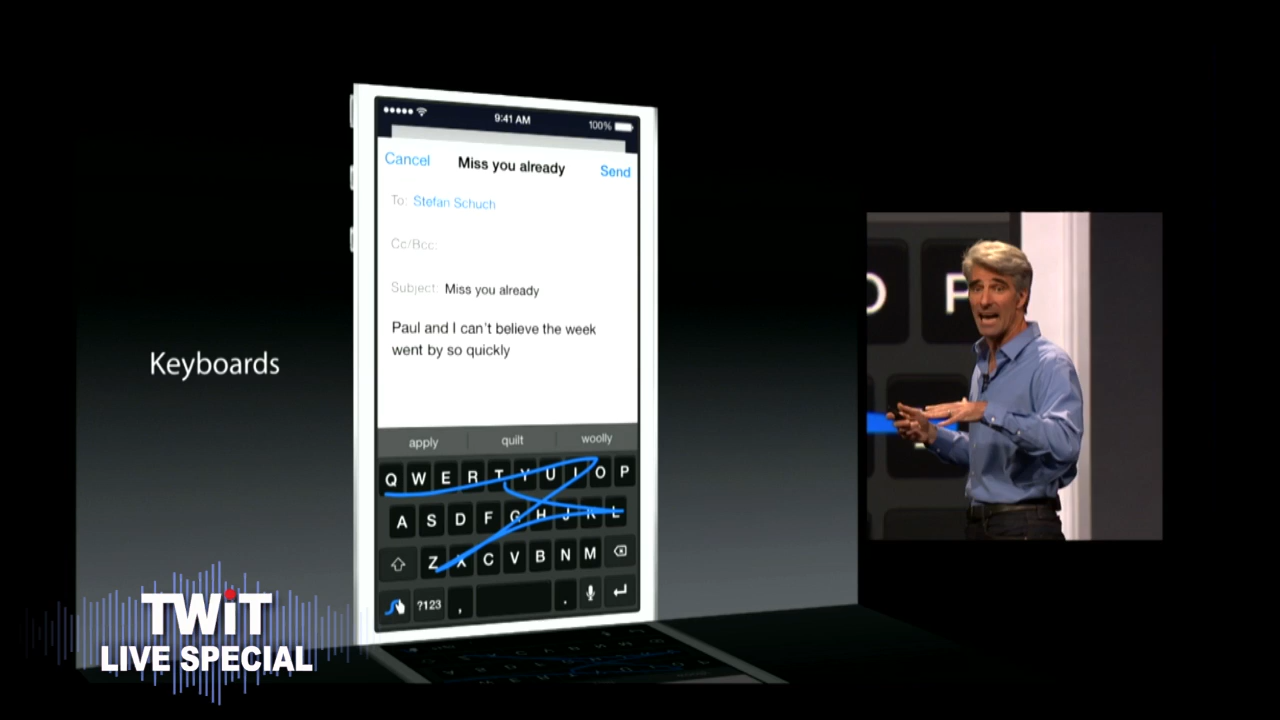 9:41 AM
100%
Cancel
Miss you already
Send
To: Stefan Schuch
Cc/Bcc:
Subject: Miss you already
Paul and I can't believe the week
went by so quickly
Keyboards
apply quilt woolly
Q W E R T Y U I O P
A S D F G H J K L
Z X C V B N M
?123 , .
O P
TWiT
LIVE SPECIAL